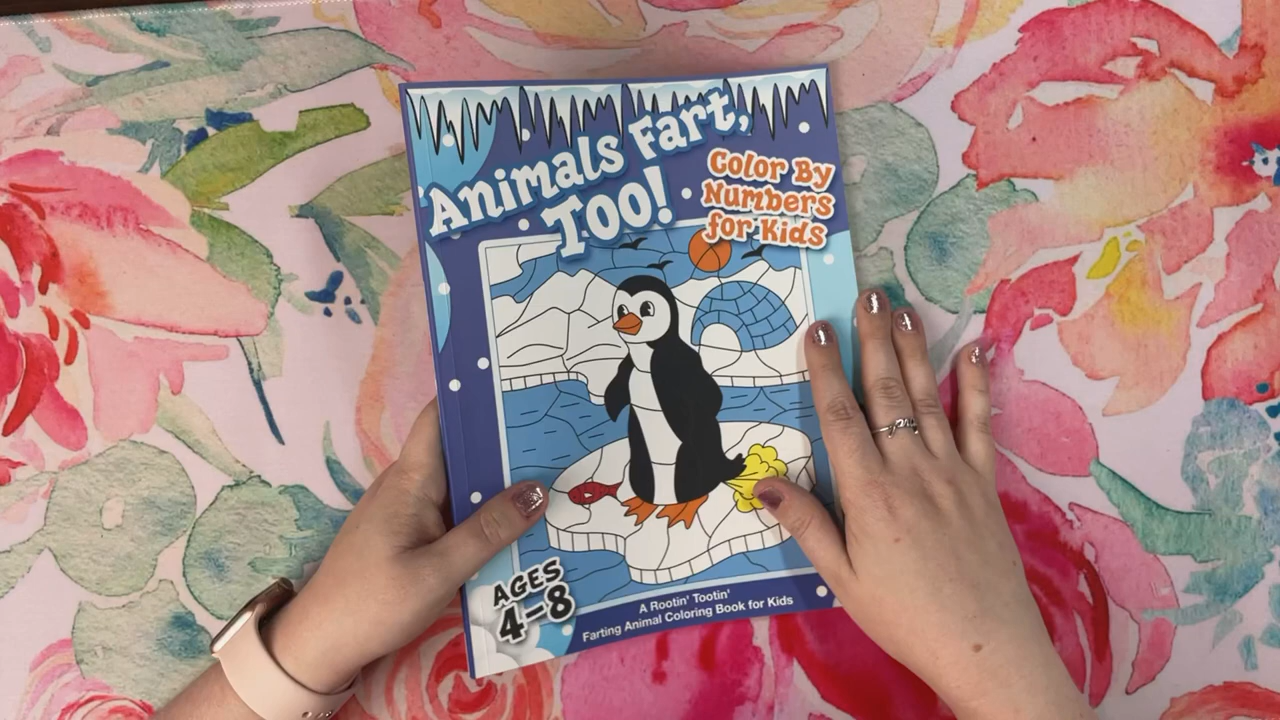 Animals Fart,
Too!
Color By
Numbers
for Kids
AGES
4-8
A Rootin' Tootin'
Farting Animal Coloring Book for Kids